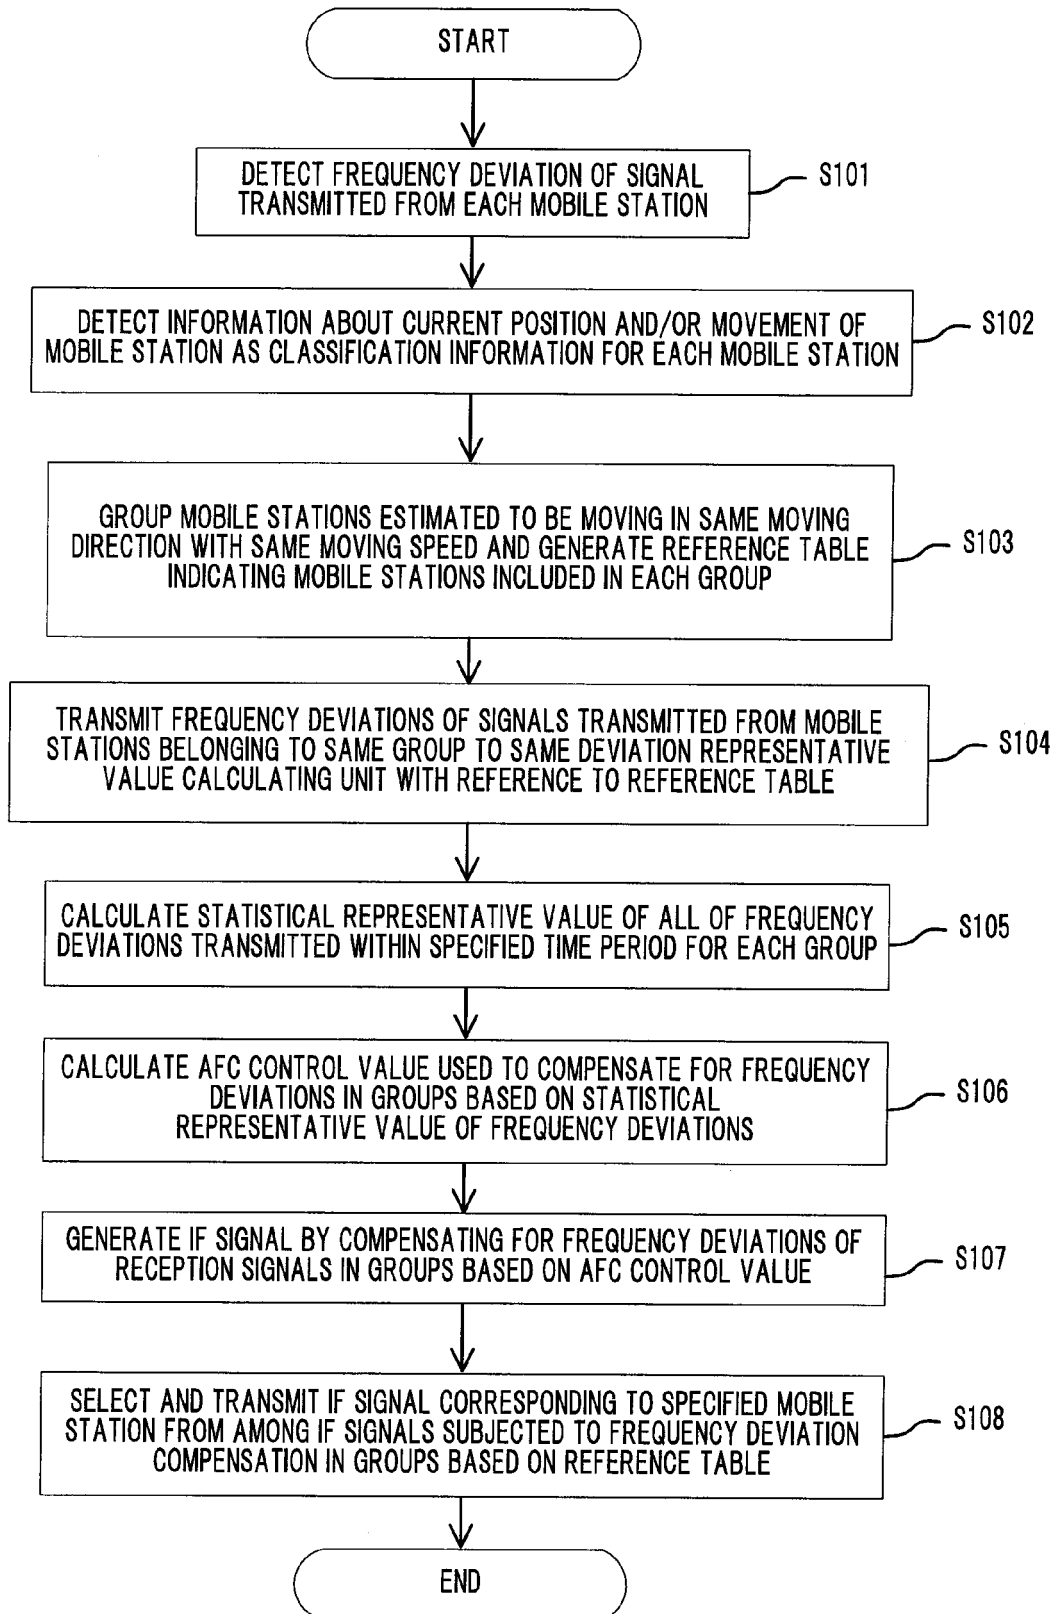 START
DETECT FREQUENCY DEVIATION OF SIGNAL
TRANSMITTED FROM EACH MOBILE STATION
S101
DETECT INFORMATION ABOUT CURRENT POSITION AND/OR MOVEMENT OF
MOBILE STATION AS CLASSIFICATION INFORMATION FOR EACH MOBILE STATION
S102
GROUP MOBILE STATIONS ESTIMATED TO BE MOVING IN SAME MOVING
DIRECTION WITH SAME MOVING SPEED AND GENERATE REFERENCE TABLE
INDICATING MOBILE STATIONS INCLUDED IN EACH GROUP
S103
TRANSMIT FREQUENCY DEVIATIONS OF SIGNALS TRANSMITTED FROM MOBILE
STATIONS BELONGING TO SAME GROUP TO SAME DEVIATION REPRESENTATIVE
VALUE CALCULATING UNIT WITH REFERENCE TO REFERENCE TABLE
S104
CALCULATE STATISTICAL REPRESENTATIVE VALUE OF ALL OF FREQUENCY
DEVIATIONS TRANSMITTED WITHIN SPECIFIED TIME PERIOD FOR EACH GROUP
S105
CALCULATE AFC CONTROL VALUE USED TO COMPENSATE FOR FREQUENCY
DEVIATIONS IN GROUPS BASED ON STATISTICAL
REPRESENTATIVE VALUE OF FREQUENCY DEVIATIONS
S106
GENERATE IF SIGNAL BY COMPENSATING FOR FREQUENCY DEVIATIONS OF
RECEPTION SIGNALS IN GROUPS BASED ON AFC CONTROL VALUE
S107
SELECT AND TRANSMIT IF SIGNAL CORRESPONDING TO SPECIFIED MOBILE
STATION FROM AMONG IF SIGNALS SUBJECTED TO FREQUENCY DEVIATION
COMPENSATION IN GROUPS BASED ON REFERENCE TABLE
S108
END